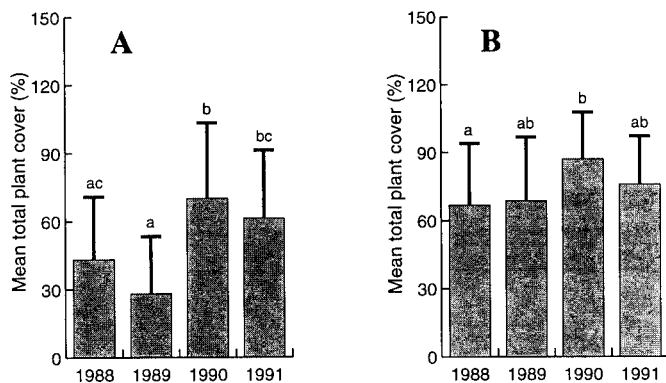 A
Mean total plant cover (%)
150
120
90
60
30
0
ac
a
b
bc
1988 1989 1990 1991
B
Mean total plant cover (%)
150
120
90
60
30
0
a
ab
b
ab
1988 1989 1990 1991